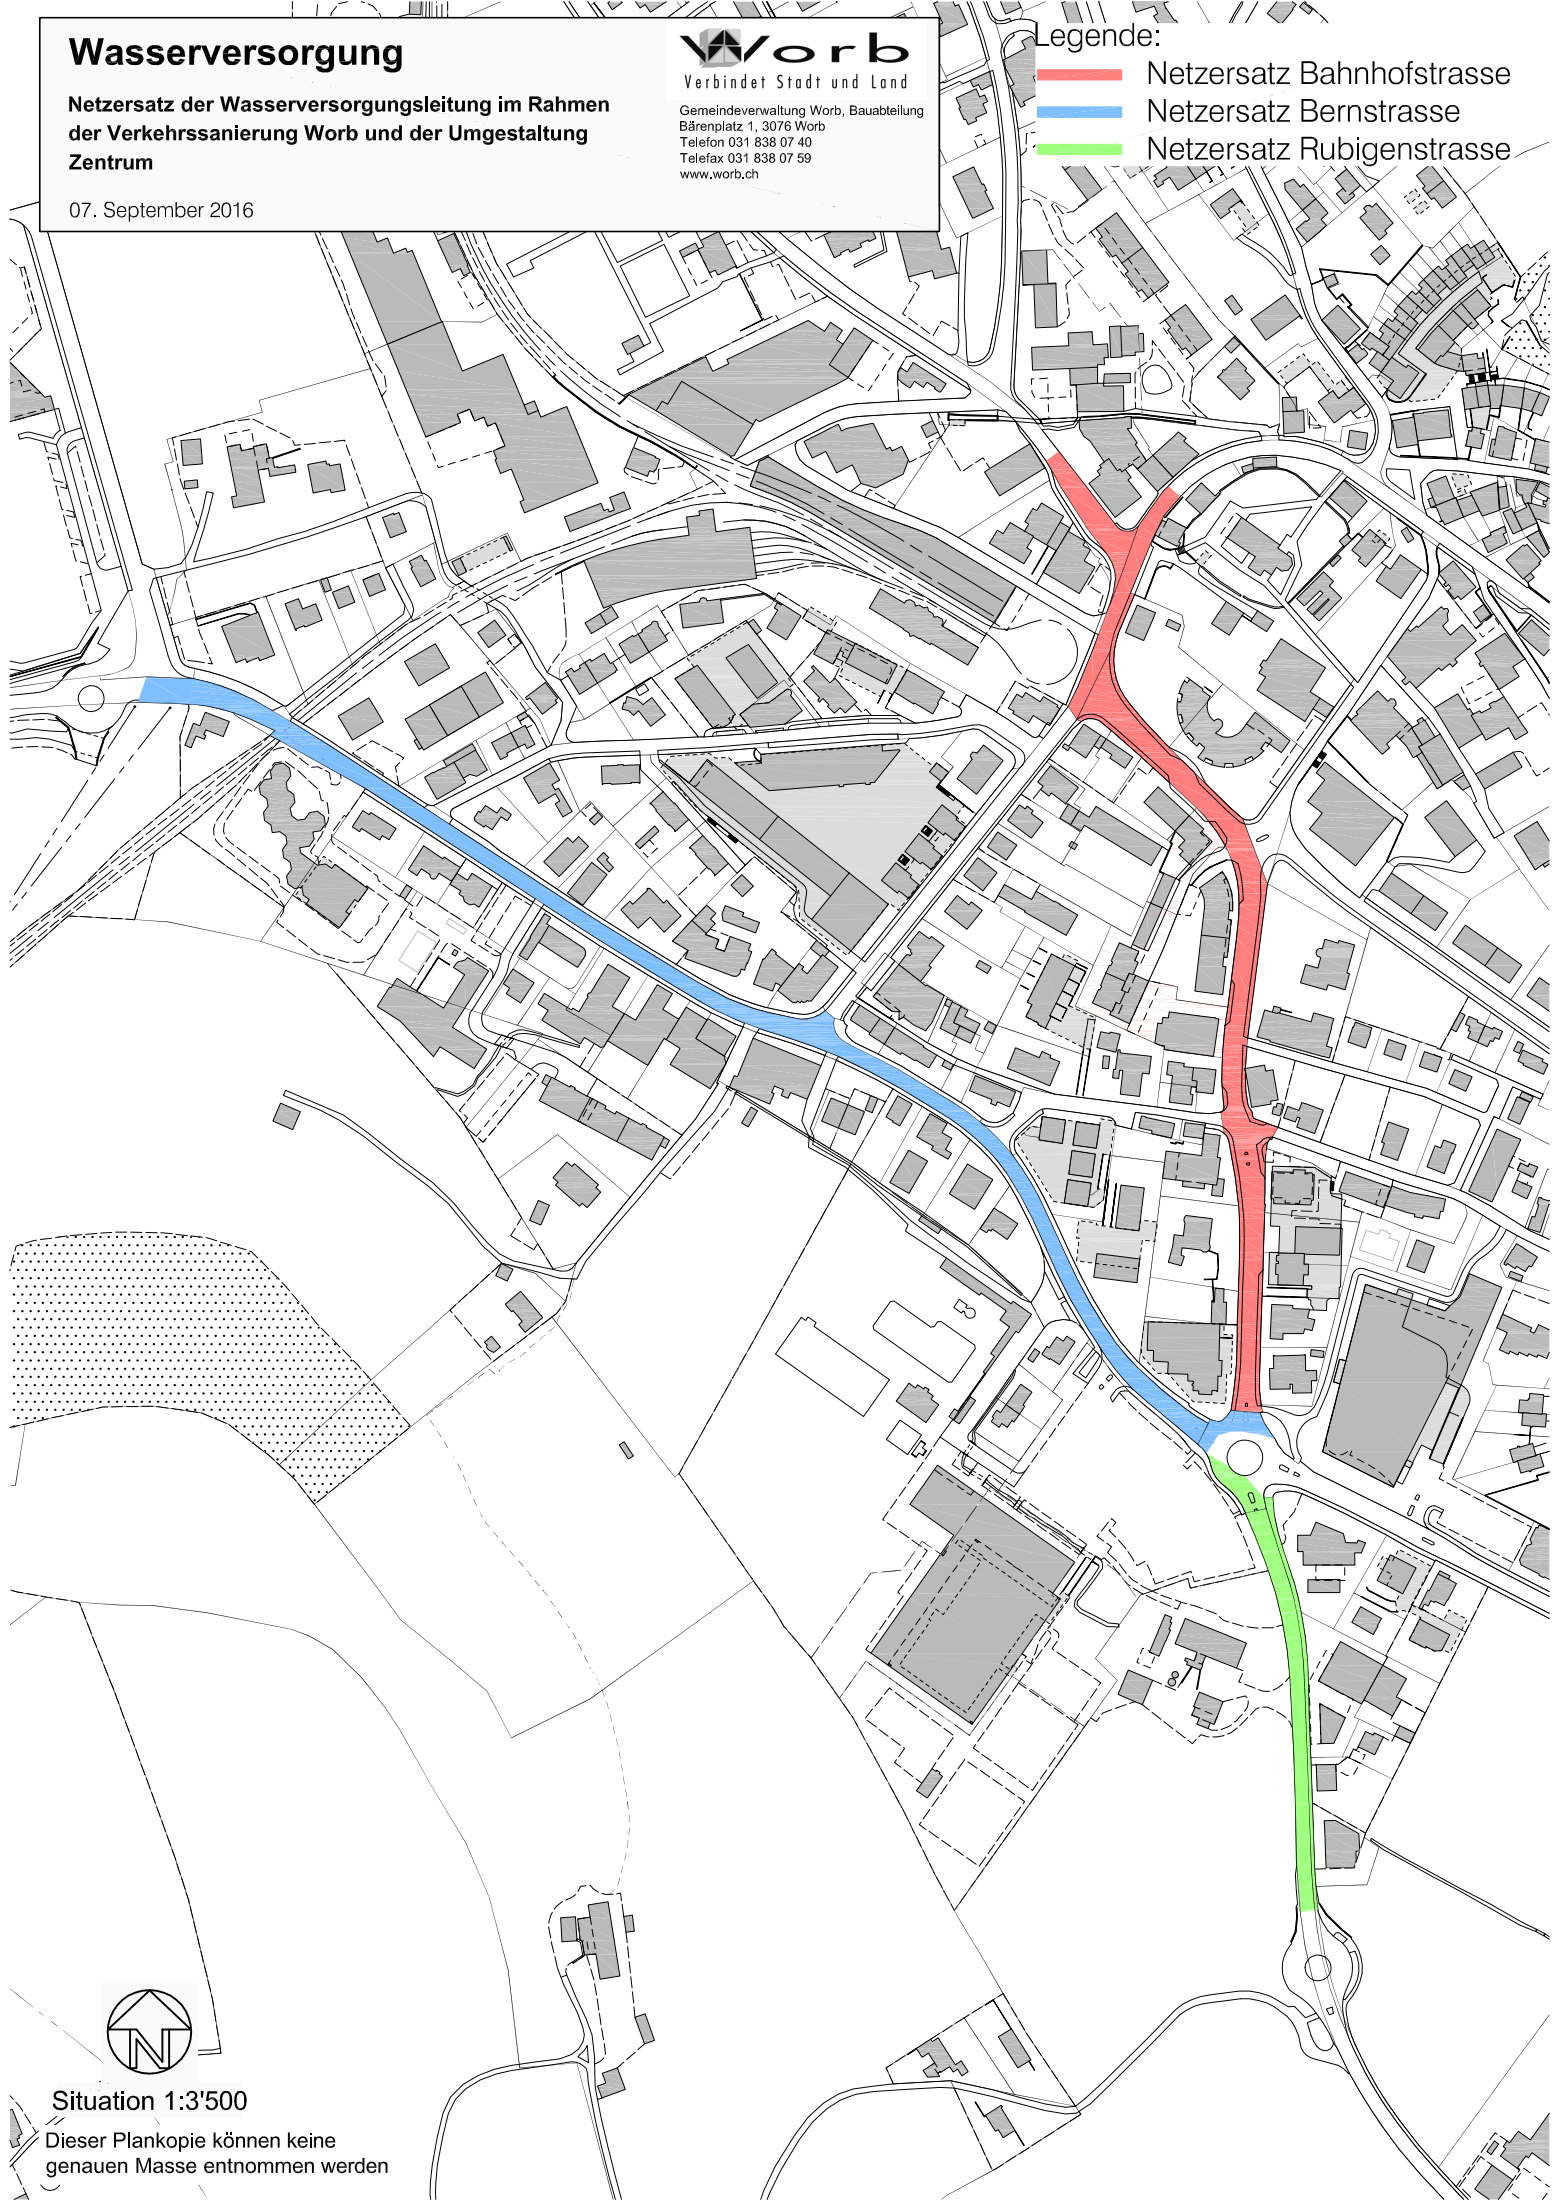 Wasserversorgung
Netzersatz der Wasserversorgungsleitung im Rahmen
der Verkehrssanierung Worb und der Umgestaltung
Zentrum
07. September 2016
Worb
Verbindet Stadt und Land
Gemeindeverwaltung Worb, Bauabteilung
Bärenplatz 1, 3076 Worb
Telefon 031 838 07 40
Telefax 031 838 07 59
www.worb.ch
Legende:
Netzersatz Bahnhofstrasse
Netzersatz Bernstrasse
Netzersatz Rubigenstrasse
N
Situation 1:3'500
Dieser Plankopie können keine
genauen Masse entnommen werden